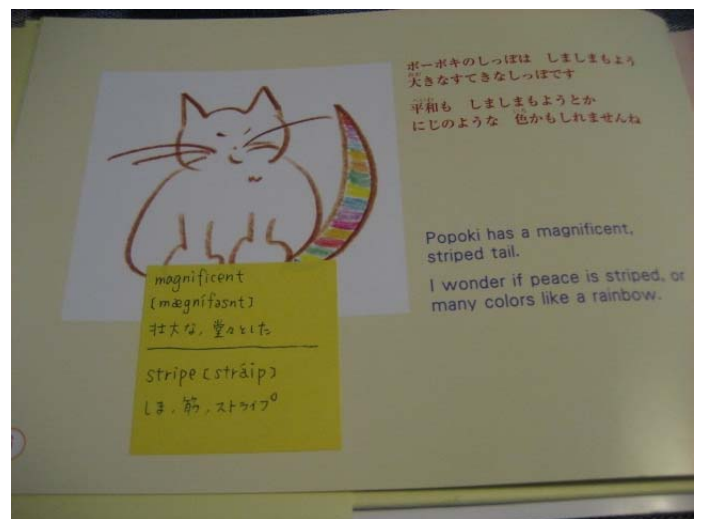 ポーポキのしっぽは しましまもよう
大きなすてきなしっぽです
平和も しましまもようとか
にじのような 色かもしれませんね
Popoki has a magnificent,
striped tail.
I wonder if peace is striped, or
many colors like a rainbow.
magnificent
[mægnífəsnt]
壮大な, 堂々とした
stripe [stráip]
しま, 筋, ストライプ